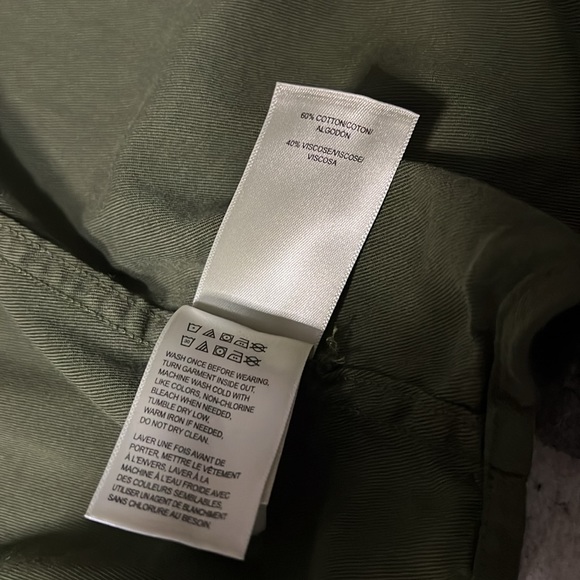 60% COTTON/COTON/
ALGODÓN
40% VISCOSE/VISCOSE/
VISCOSA
WASH ONCE BEFORE WEARING.
TURN GARMENT INSIDE OUT.
MACHINE WASH COLD WITH
LIKE COLORS, NON-CHLORINE
BLEACH WHEN NEEDED.
TUMBLE DRY LOW.
WARM IRON IF NEEDED.
DO NOT DRY CLEAN.
LAVER UNE FOIS AVANT DE
PORTER, METTRE LE VÊTEMENT
À L'ENVERS, LAVER À LA
MACHINE À L'EAU FROIDE AVEC
DES COULEURS SEMBLABLES,
UTILISER UN AGENT DE BLANCHIMENT
SANS CHLORURE AU BESOIN.